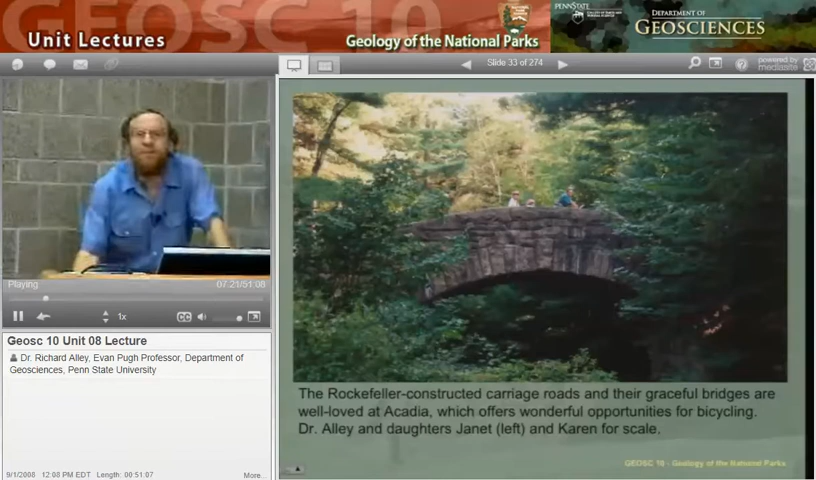 GEOSC 10
Unit Lectures
Geology of the National Parks
PENNSTATE
DEPARTMENT OF
GEOSCIENCES
Slide 33 of 274
powered by
mediasite
Playing
07:21/51:08
1x
CC
Geosc 10 Unit 08 Lecture
Dr. Richard Alley, Evan Pugh Professor, Department of
Geosciences, Penn State University
9/1/2008 12:08 PM EDT Length: 00:51:07
More...
The Rockefeller-constructed carriage roads and their graceful bridges are
well-loved at Acadia, which offers wonderful opportunities for bicycling.
Dr. Alley and daughters Janet (left) and Karen for scale.
GEOSC 10 - Geology of the National Parks